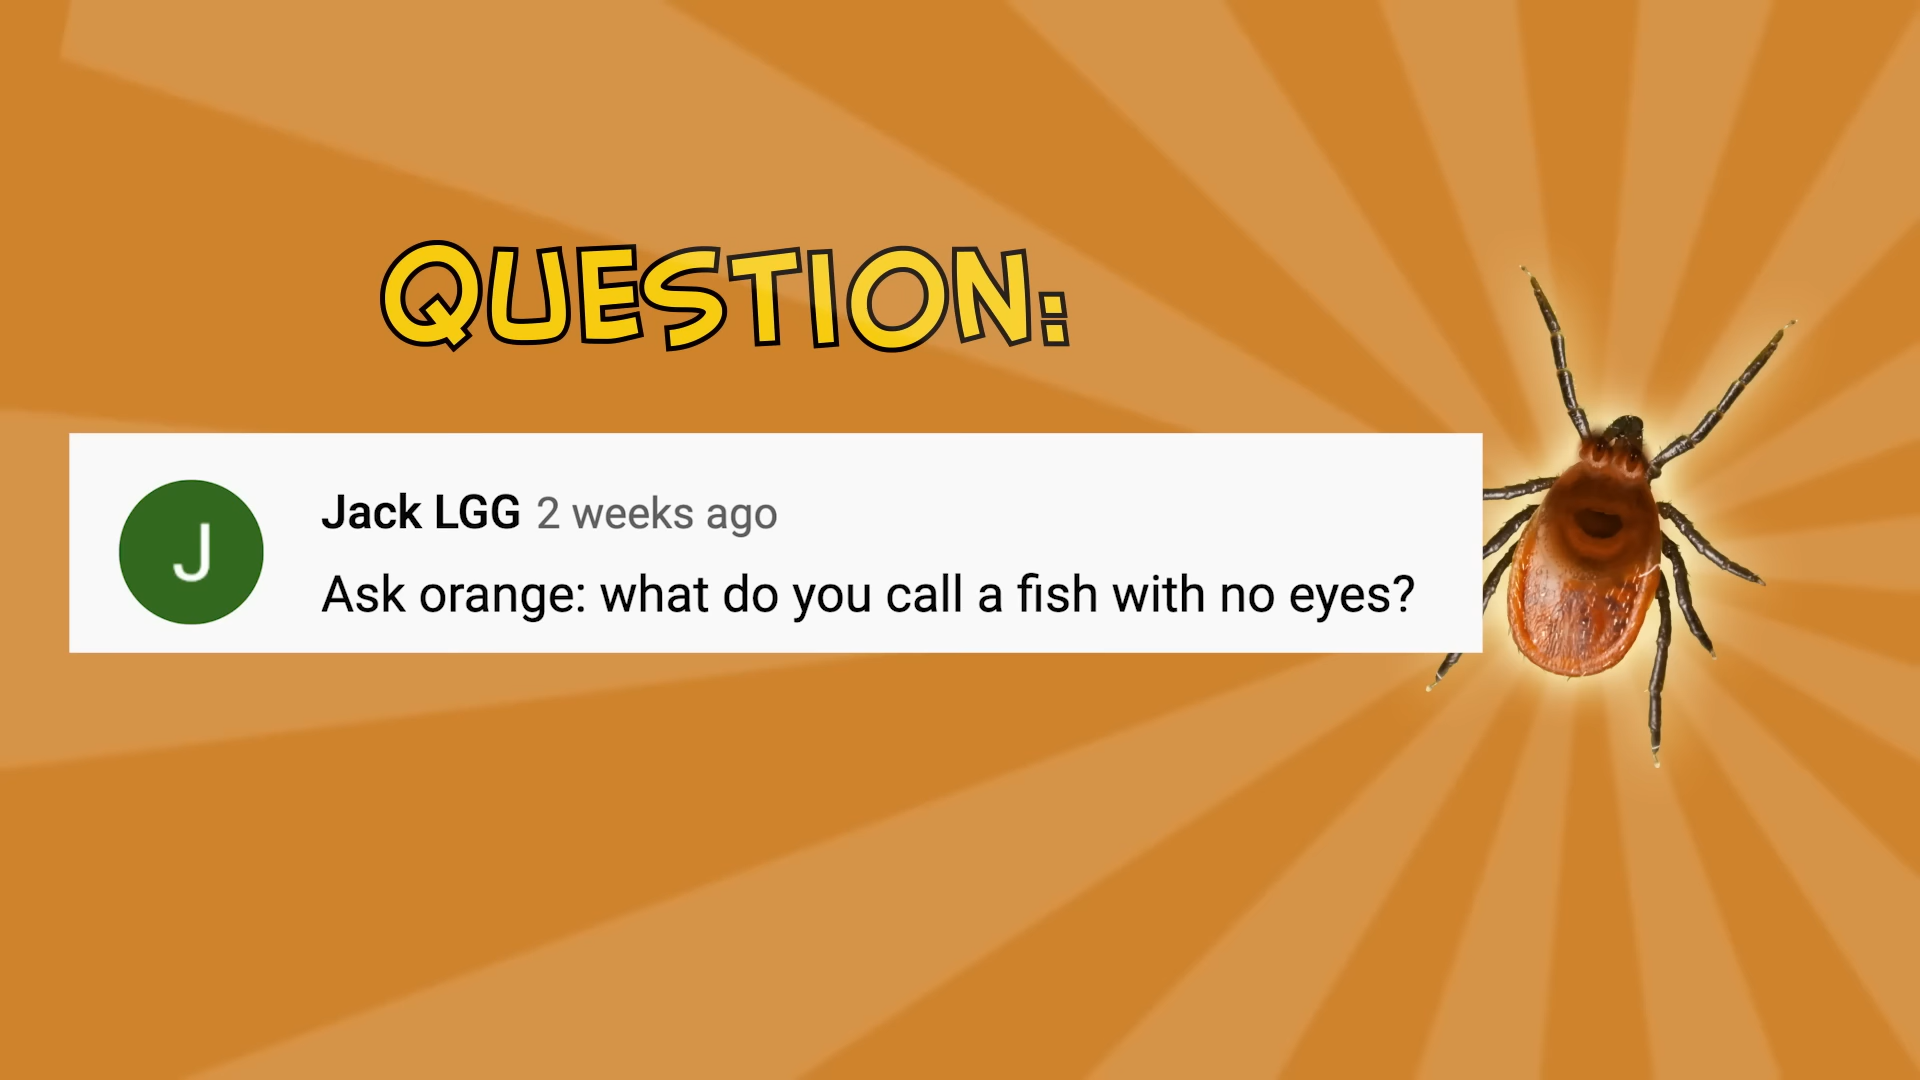 QUESTION:
J
Jack LGG 2 weeks ago
Ask orange: what do you call a fish with no eyes?